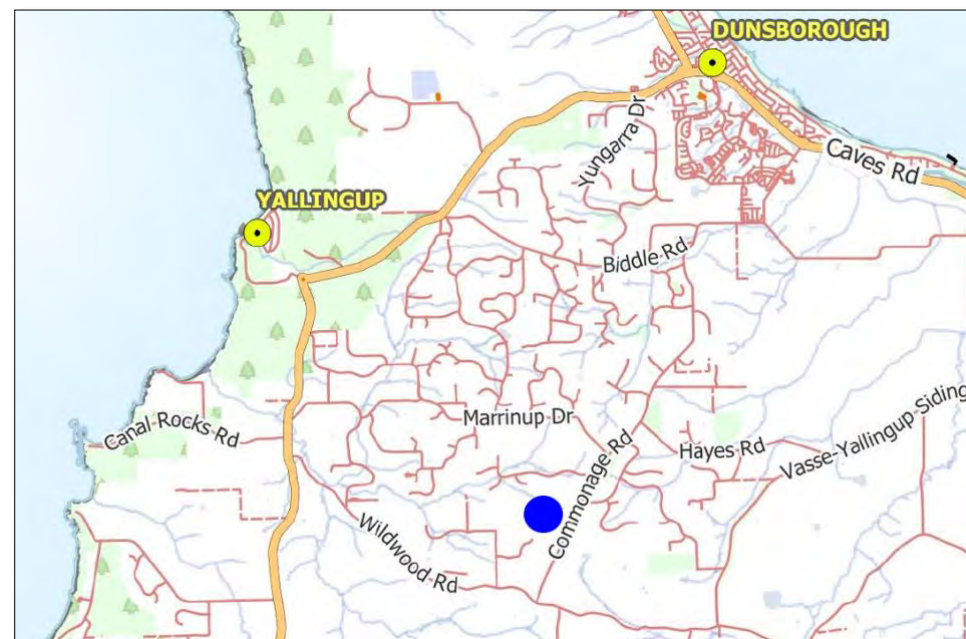 DUNSBOROUGH
Yungarra Dr
Caves Rd
YALLINGUP
Biddle Rd
Marrinup Dr
Canal Rocks Rd
Hayes Rd
Vasse-Yallingup Siding
Commonage Rd
Wildwood Rd